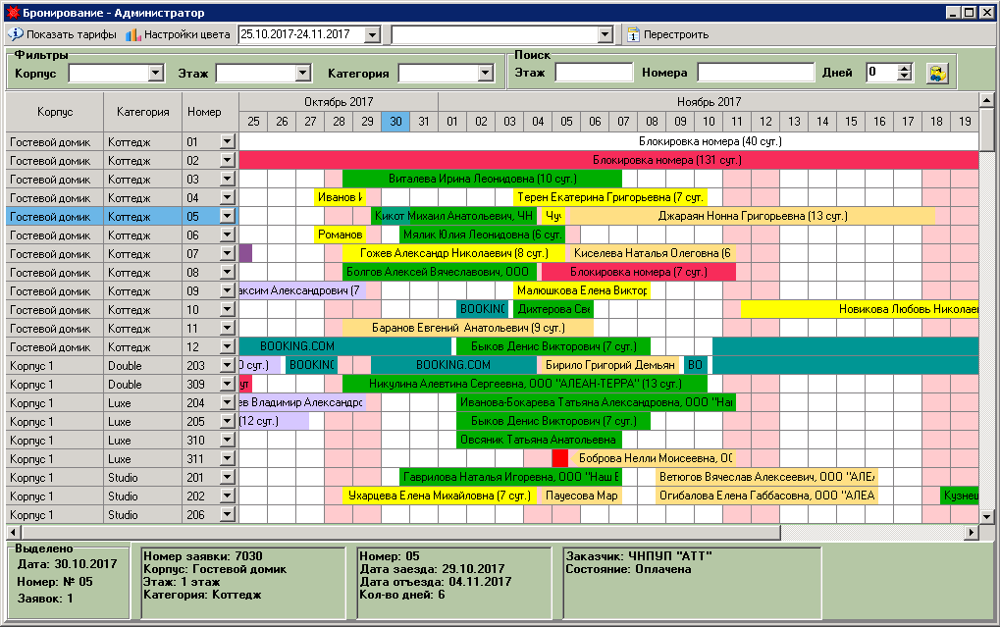 Бронирование - Администратор
Показать тарифы Настройки цвета 25.10.2017-24.11.2017 Перестроить
Фильтры Поиск
Корпус Этаж Категория Этаж Номера Дней 0
Корпус Категория Номер Октябрь 2017 Ноябрь 2017
25 26 27 28 29 30 31 01 02 03 04 05 06 07 08 09 10 11 12 13 14 15 16 17 18 19
Гостевой домик Коттедж 01 Блокировка номера (40 сут.)
Гостевой домик Коттедж 02 Блокировка номера (131 сут.)
Гостевой домик Коттедж 03 Виталева Ирина Леонидовна (10 сут.)
Гостевой домик Коттедж 04 Иванов И Терен Екатерина Григорьевна (7 сут.
Гостевой домик Коттедж 05 Кикот Михаил Анатольевич, ЧН Чу Джараян Нонна Григорьевна (13 сут.)
Гостевой домик Коттедж 06 Романов Мялик Юлия Леонидовна (6 сут.
Гостевой домик Коттедж 07 Гожев Александр Николаевич (8 сут.) Киселева Наталья Олеговна (6
Гостевой домик Коттедж 08 Болгов Алексей Вячеславович, ООО Блокировка номера (7 сут.)
Гостевой домик Коттедж 09 аксим Александрович (7 Малюшкова Елена Виктор
Гостевой домик Коттедж 10 BOOKING Дихтерова Све Новикова Любовь Николаев
Гостевой домик Коттедж 11 Баранов Евгений Анатольевич (9 сут.)
Гостевой домик Коттедж 12 BOOKING.COM Быков Денис Викторович (7 сут.)
Корпус 1 Double 203 0 сут.) BOOKING BOOKING.COM Бирило Григорий Демьян BO
Корпус 1 Double 309 ут Никулина Алевтина Сергеевна, ООО "АЛЕАН-ТЕРРА" (13 сут.)
Корпус 1 Luxe 204 ев Владимир Александро Иванова-Бокарева Татьяна Александровна, ООО "Наш
Корпус 1 Luxe 205 (12 сут.) Быков Денис Викторович (7 сут.)
Корпус 1 Luxe 310 Овсяник Татьяна Анатольевна
Корпус 1 Luxe 311 Боброва Нелли Моисеевна, ОО
Корпус 1 Studio 201 Гаврилова Наталья Игоревна, ООО "Наш Б Ветюгов Вячеслав Алексеевич, ООО "АЛЕА
Корпус 1 Studio 202 Ухарцева Елена Михайловна (7 сут.) Пауесова Мар Огибалова Елена Габбасовна, ООО "АЛЕА Кузнец
Корпус 1 Studio 206
Выделено
Дата: 30.10.2017
Номер: № 05
Заявок: 1
Номер заявки: 7030
Корпус: Гостевой домик
Этаж: 1 этаж
Категория: Коттедж
Номер: 05
Дата заезда: 29.10.2017
Дата отъезда: 04.11.2017
Кол-во дней: 6
Заказчик: ЧНПУП "АТТ"
Состояние: Оплачена